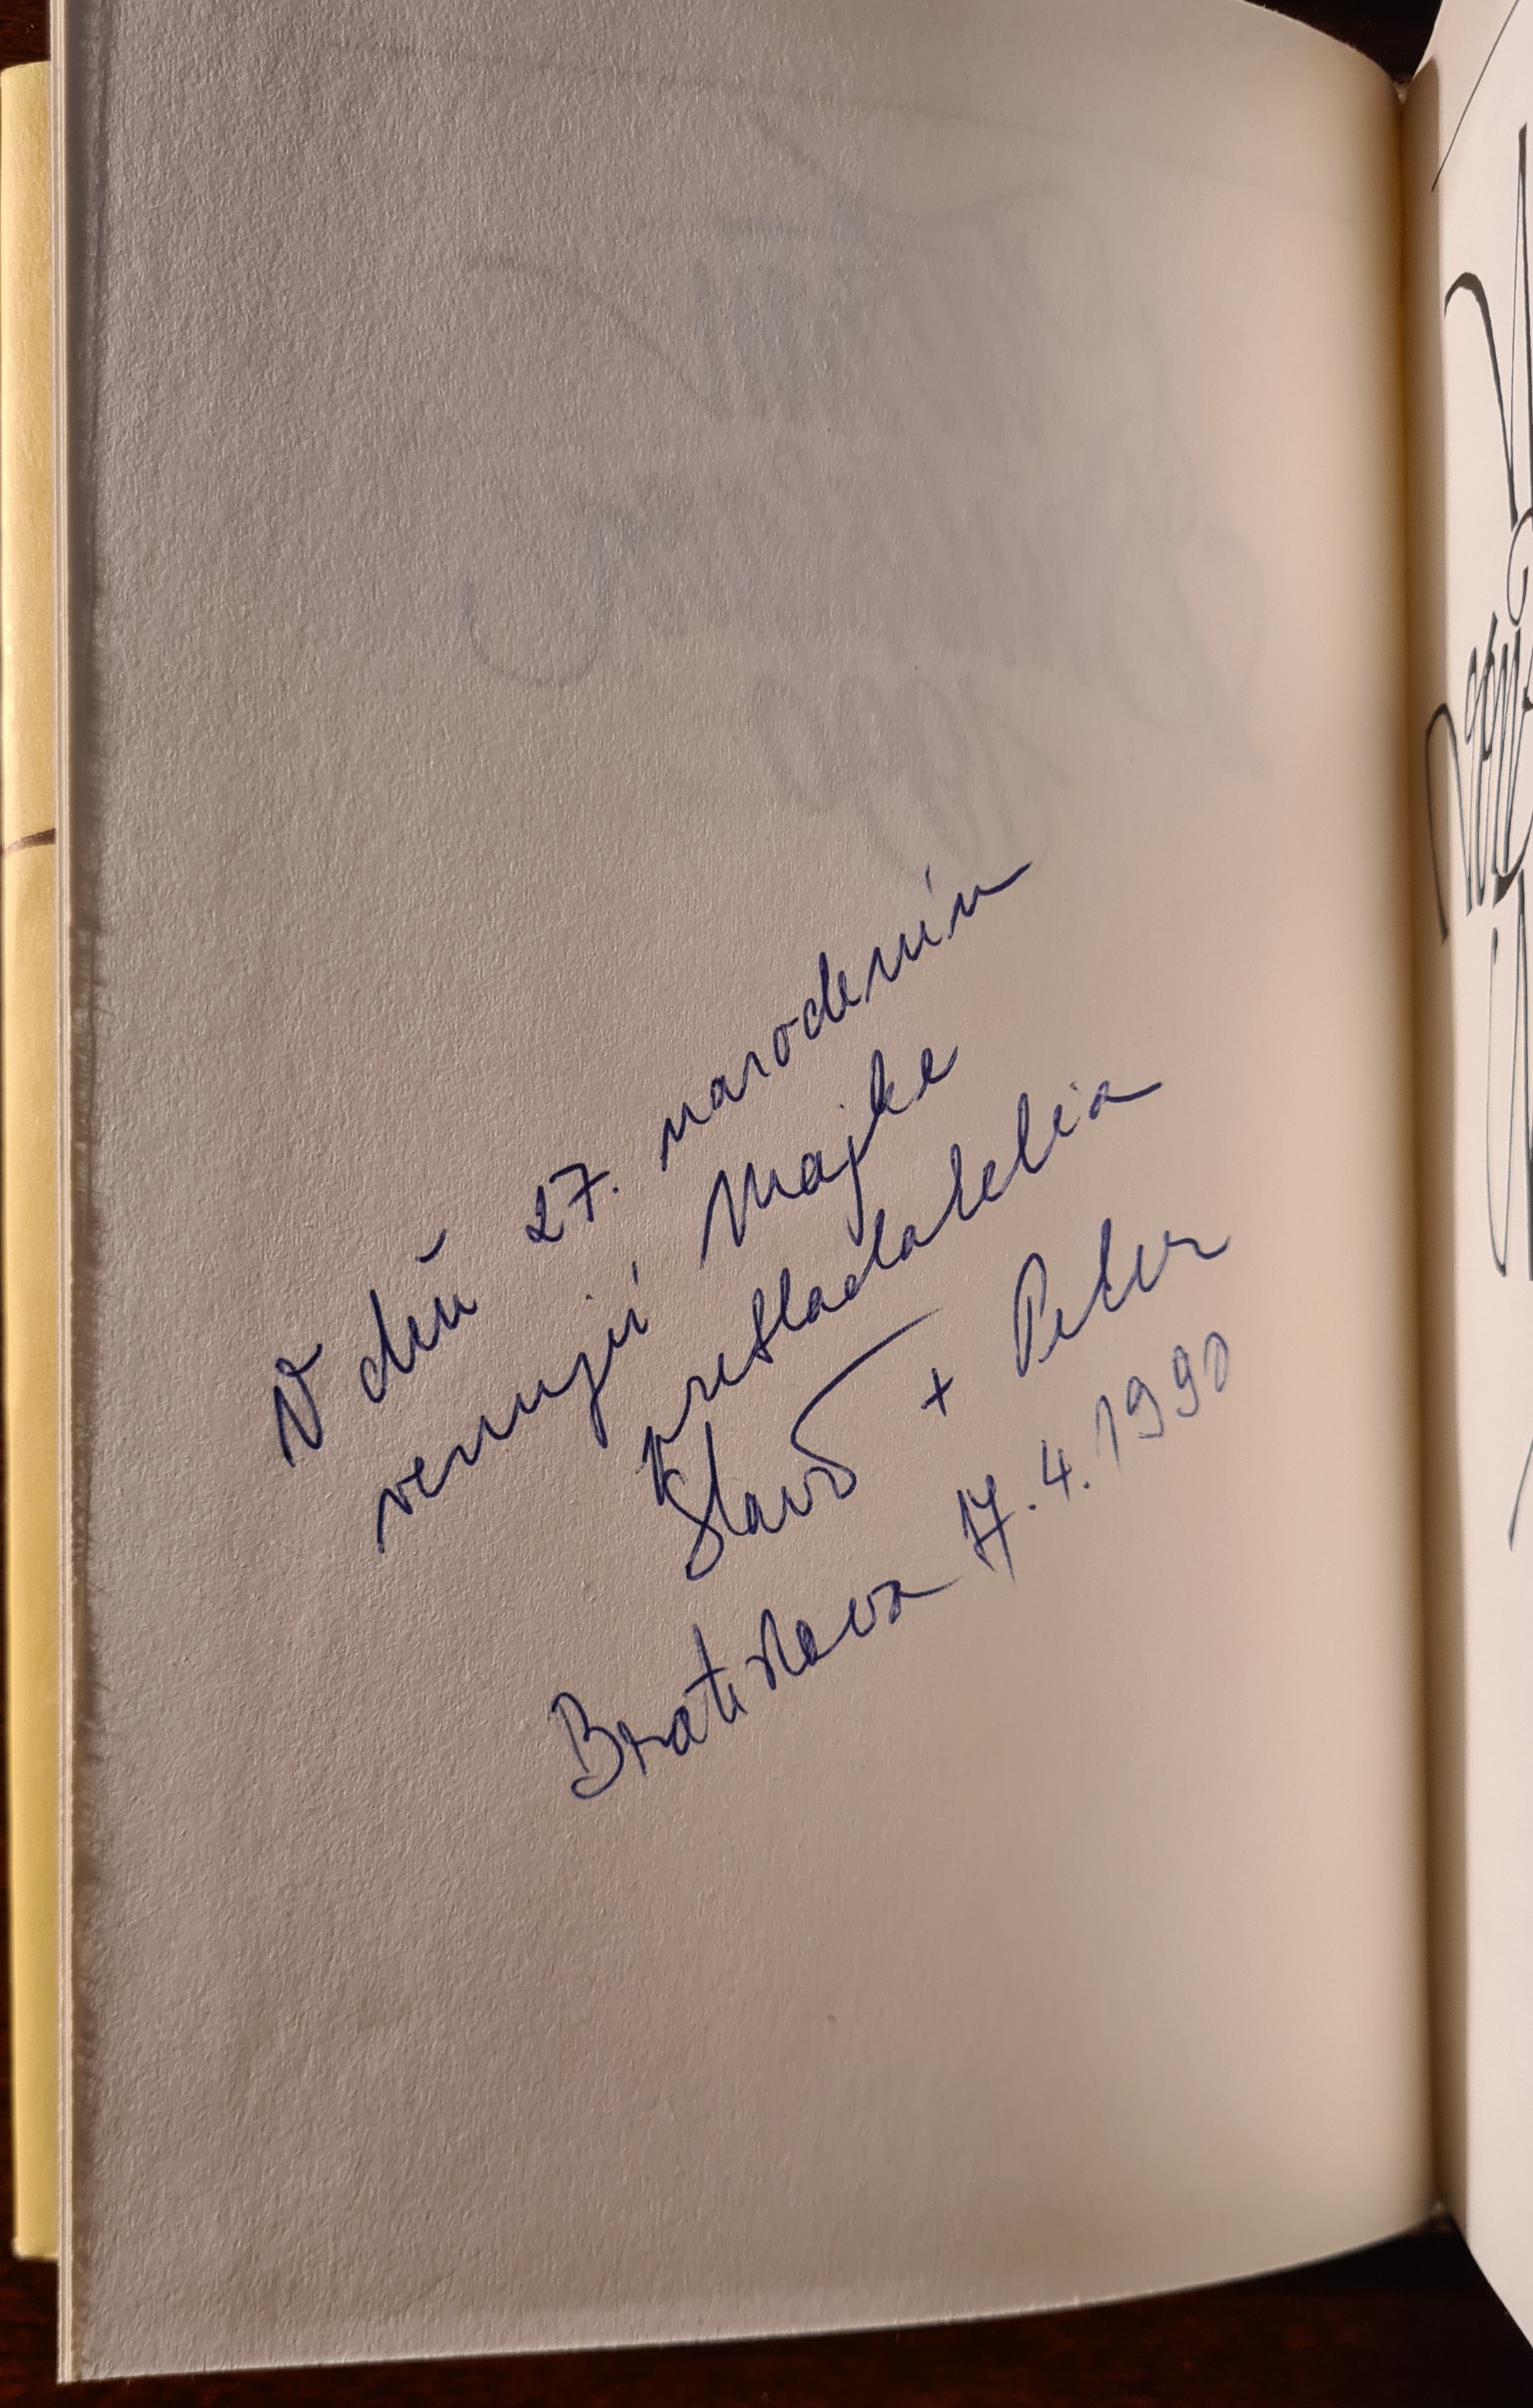 V deň 27. narodenín
venujú Majke
prekladatelia
Slavo + Peter
Bratislava 17.4.1990